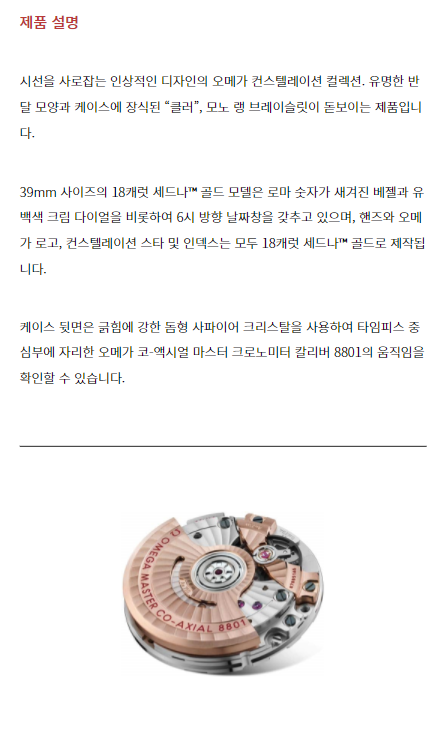 제품 설명
시선을 사로잡는 인상적인 디자인의 오메가 컨스텔레이션 컬렉션. 유명한 반
달 모양과 케이스에 장식된 “클러”, 모노 랭 브레이슬릿이 돋보이는 제품입니
다.
39mm 사이즈의 18캐럿 세드나™ 골드 모델은 로마 숫자가 새겨진 베젤과 유
백색 크림 다이얼을 비롯하여 6시 방향 날짜창을 갖추고 있으며, 핸즈와 오메
가 로고, 컨스텔레이션 스타 및 인덱스는 모두 18캐럿 세드나™ 골드로 제작됩
니다.
케이스 뒷면은 긁힘에 강한 돔형 사파이어 크리스탈을 사용하여 타임피스 중
심부에 자리한 오메가 코-액시얼 마스터 크로노미터 칼리버 8801의 움직임을
확인할 수 있습니다.
Ω OMEGA MASTER CO-AXIAL 8801